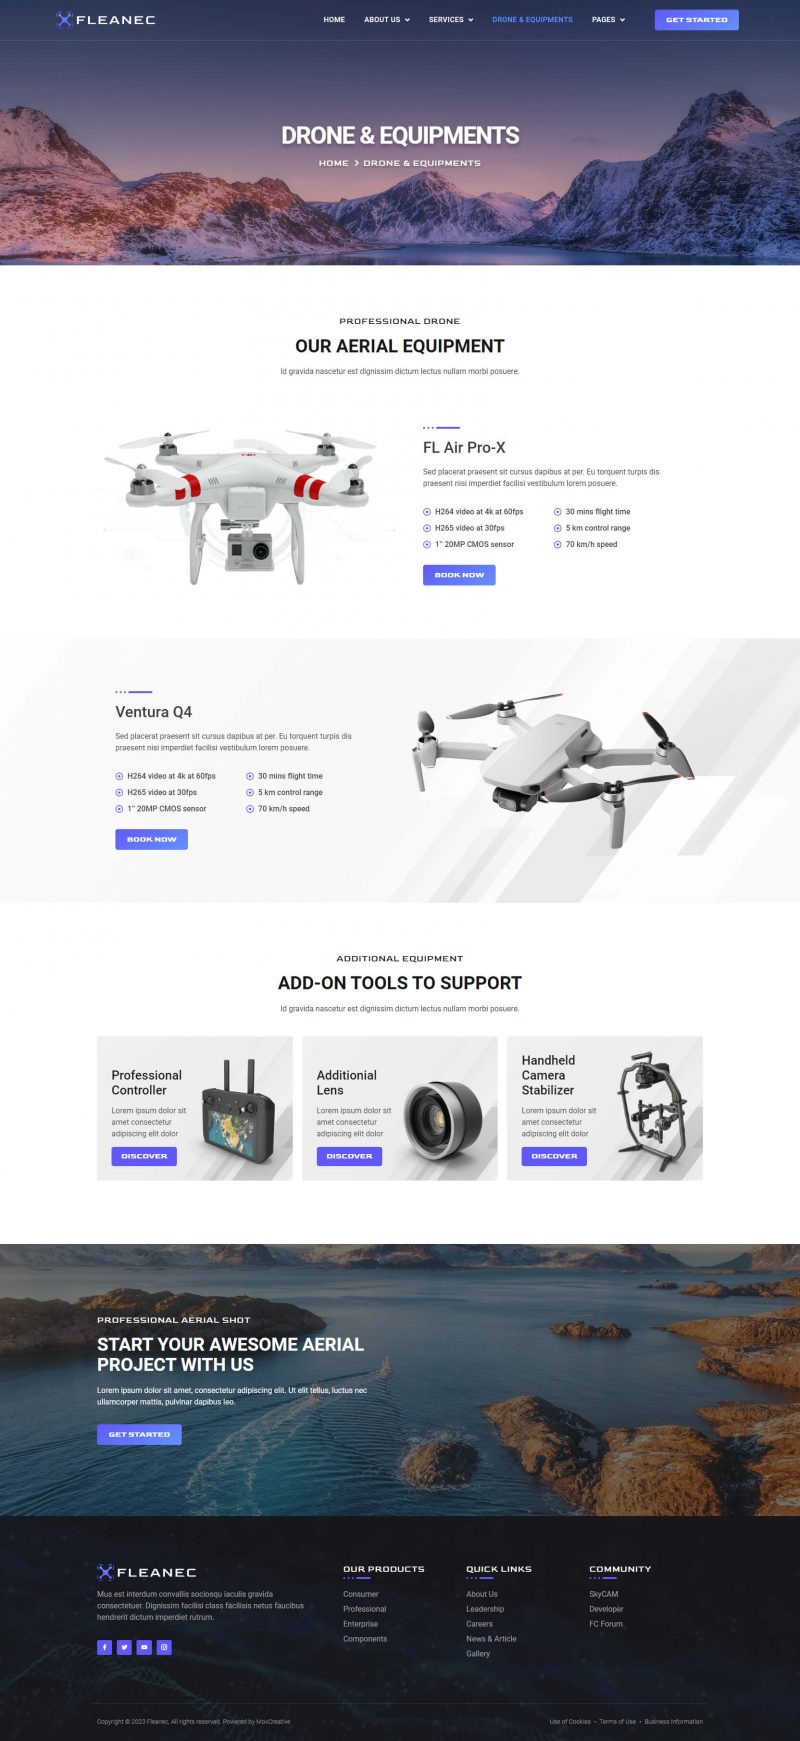 FLEANEC
HOME ABOUT US SERVICES DRONE & EQUIPMENTS PAGES GET STARTED
DRONE & EQUIPMENTS
HOME > DRONE & EQUIPMENTS
PROFESSIONAL DRONE
OUR AERIAL EQUIPMENT
Id gravida nascetur est dignissim dictum lectus nullam morbi posuere.
FL Air Pro-X
Sed placerat praesent sit cursus dapibus at per. Eu torquent turpis dis
praesent nisi imperdiet facilisi vestibulum lorem posuere.
H264 video at 4k at 60fps
30 mins flight time
H265 video at 30fps
5 km control range
1" 20MP CMOS sensor
70 km/h speed
BOOK NOW
Ventura Q4
Sed placerat praesent sit cursus dapibus at per. Eu torquent turpis dis
praesent nisi imperdiet facilisi vestibulum lorem posuere.
H264 video at 4k at 60fps
30 mins flight time
H265 video at 30fps
5 km control range
1" 20MP CMOS sensor
70 km/h speed
BOOK NOW
ADDITIONAL EQUIPMENT
ADD-ON TOOLS TO SUPPORT
Id gravida nascetur est dignissim dictum lectus nullam morbi posuere.
Professional
Controller
Lorem ipsum dolor sit
amet consectetur
adipiscing elit dolor
DISCOVER
Additionial
Lens
Lorem ipsum dolor sit
amet consectetur
adipiscing elit dolor
DISCOVER
Handheld
Camera
Stabilizer
Lorem ipsum dolor sit
amet consectetur
adipiscing elit dolor
DISCOVER
PROFESSIONAL AERIAL SHOT
START YOUR AWESOME AERIAL
PROJECT WITH US
Lorem ipsum dolor sit amet, consectetur adipiscing elit. Ut elit tellus, luctus nec
ullamcorper mattis, pulvinar dapibus leo.
GET STARTED
FLEANEC
Mus est interdum convallis sociosqu iaculis gravida
consectetuer. Dignissim facilisi class facilisis netus faucibus
hendrerit dictum imperdiet rutrum.
OUR PRODUCTS
Consumer
Professional
Enterprise
Components
QUICK LINKS
About Us
Leadership
Careers
News & Article
Gallery
COMMUNITY
SkyCAM
Developer
FC Forum
Copyright © 2023 Fleanec, All rights reserved. Powered by MoxCreative
Use of Cookies • Terms of Use • Business Information